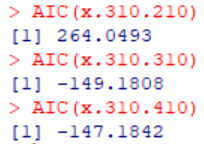 > AIC(x.310.210)
[1] 264.0493
> AIC(x.310.310)
[1] -149.1808
> AIC(x.310.410)
[1] -147.1842